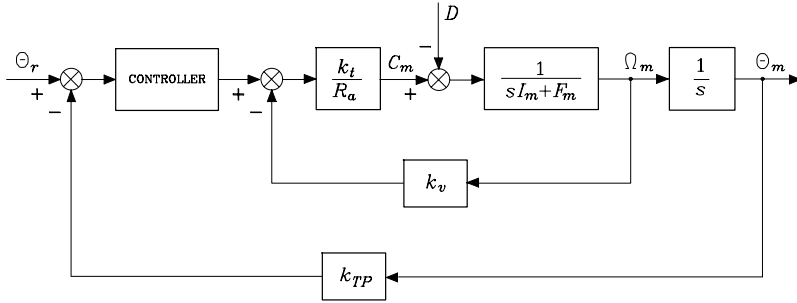 D
Θr
CONTROLLER
kt
Ra
Cm
1
sIm+Fm
Ωm
1
s
Θm
+
−
+
−
+
−
kv
kTP